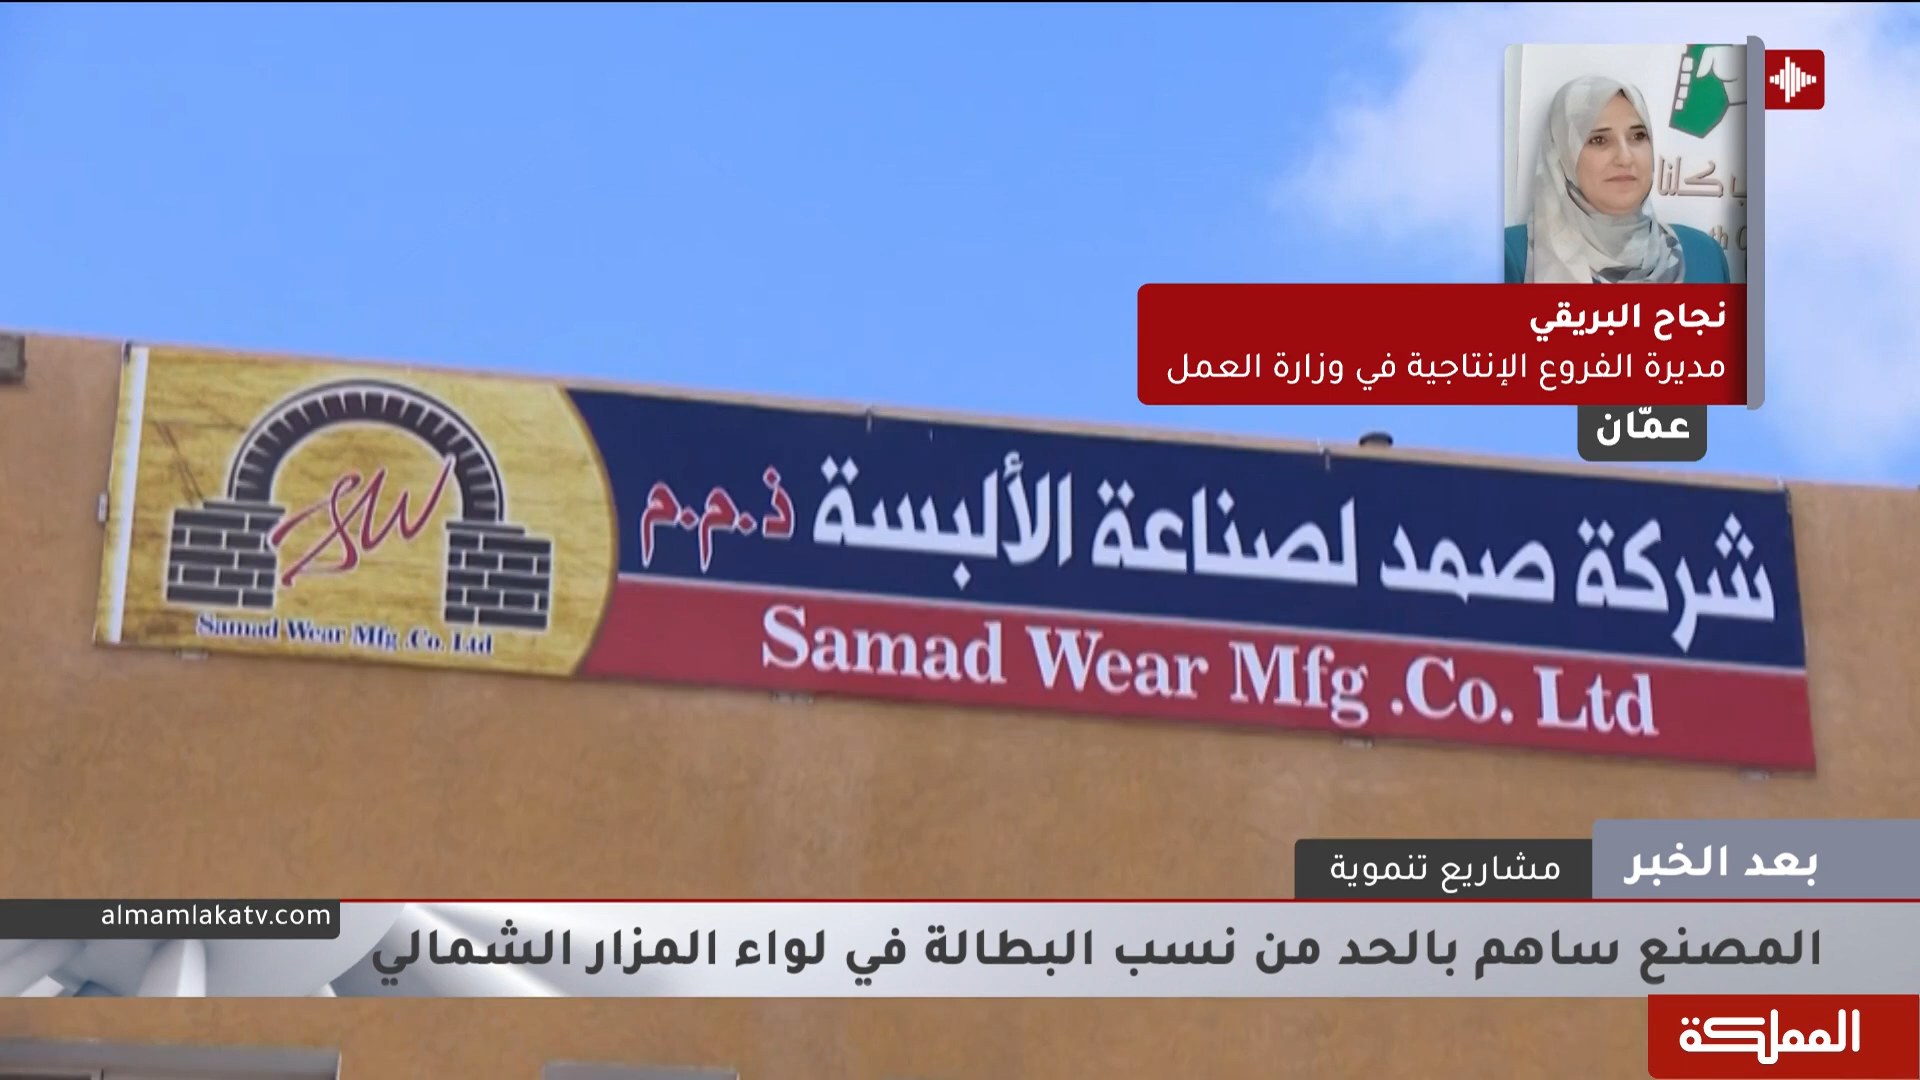 كلنا
نجاح البريقي
مديرة الفروع الإنتاجية في وزارة العمل
عمّان
شركة صمد لصناعة الألبسة ذ.م.م
Samad Wear Mfg .Co. Ltd
SW
Samad Wear Mfg .Co. Ltd
بعد الخبر
مشاريع تنموية
almamlakatv.com
المصنع ساهم بالحد من نسب البطالة في لواء المزار الشمالي
المملكة